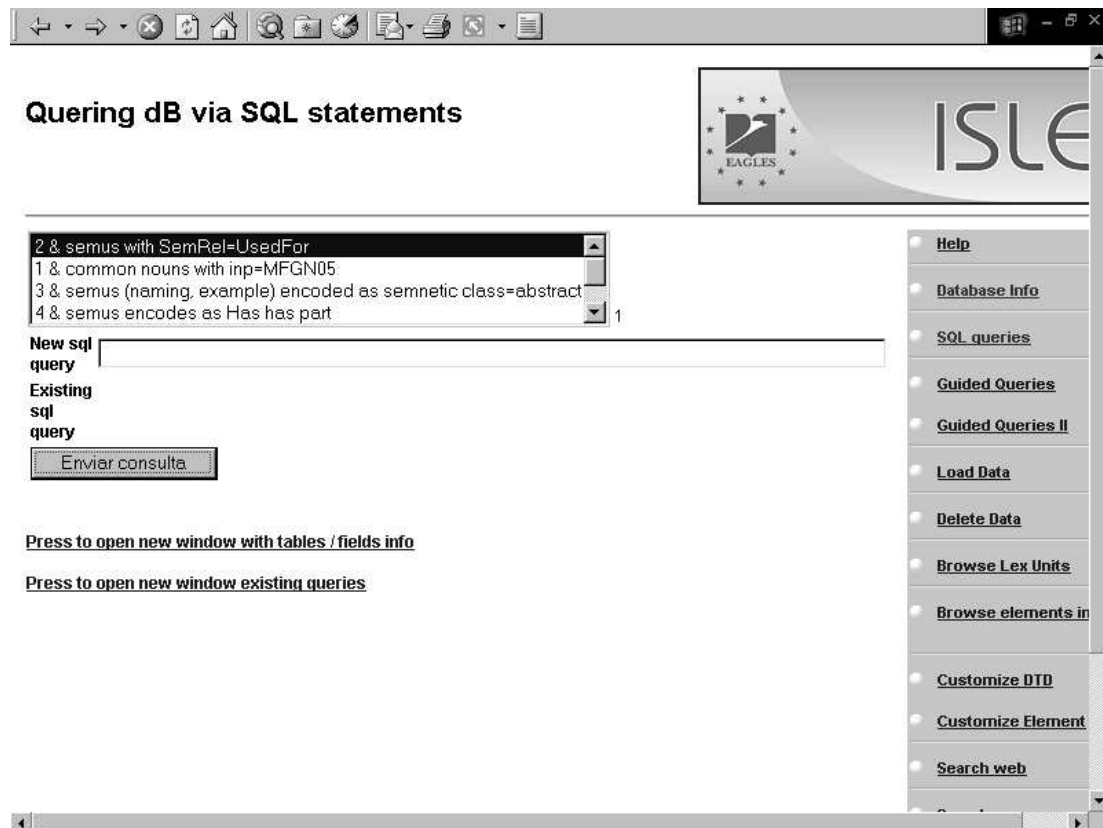 Quering dB via SQL statements
EAGLES
ISLE
2 & semus with SemRel=UsedFor
1 & common nouns with inp=MFGN05
3 & semus (naming, example) encoded as semnetic class=abstract
4 & semus encodes as Has has part
1
New sql
query
Existing
sql
query
Enviar consulta
Press to open new window with tables / fields info
Press to open new window existing queries
Help
Database Info
SQL queries
Guided Queries
Guided Queries II
Load Data
Delete Data
Browse Lex Units
Browse elements in
Customize DTD
Customize Element
Search web